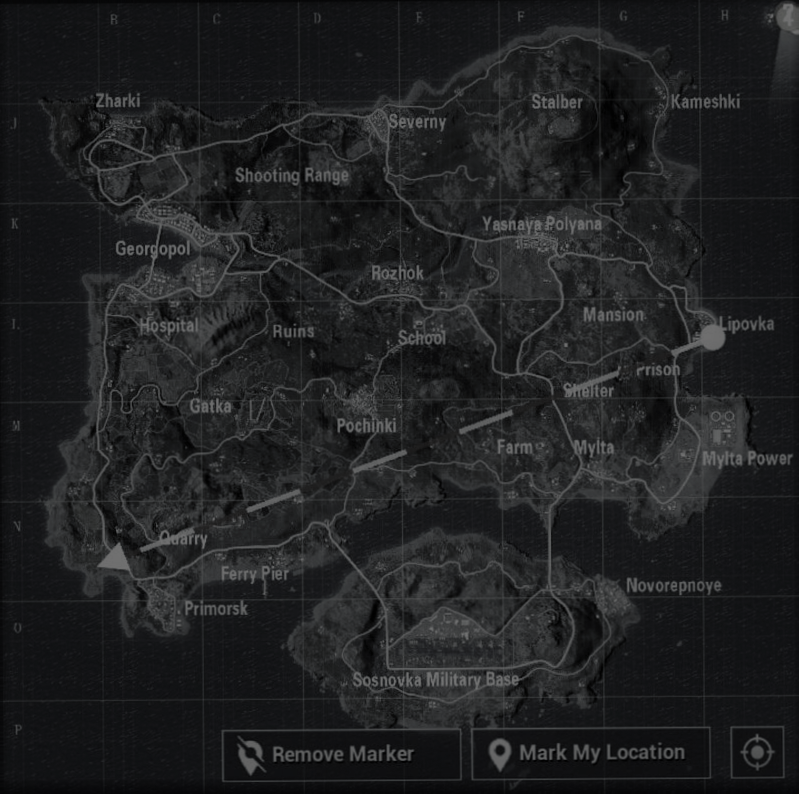 B C D E F G H
Zharki
Stalber
Kameshki
J
Severny
Shooting Range
K
Yasnaya Polyana
Georgopol
Rozhok
L
Mansion
Hospital
Ruins
School
Lipovka
Prison
Shelter
Gatka
M
Pochinki
Farm
Mylta
Mylta Power
N
Quarry
Ferry Pier
Novorepnoye
Primorsk
O
Sosnovka Military Base
P
Remove Marker
Mark My Location